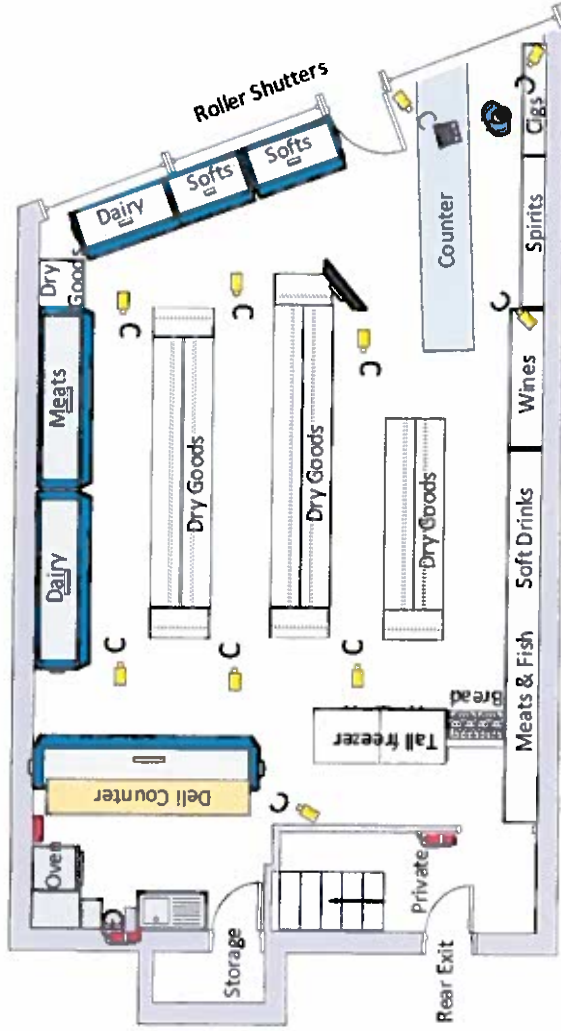 Roller Shutters
Dairy
Softs
Softs
Dry
Goods
Meats
Dairy
Dry Goods
Dry Goods
Dry Goods
Counter
Cigs
Spirits
Wines
Soft Drinks
Meats & Fish
Bread
Tall freezer
Deli Counter
Oven
C
C
C
C
C
C
C
C
C
C
C
Storage
Private
Rear Exit